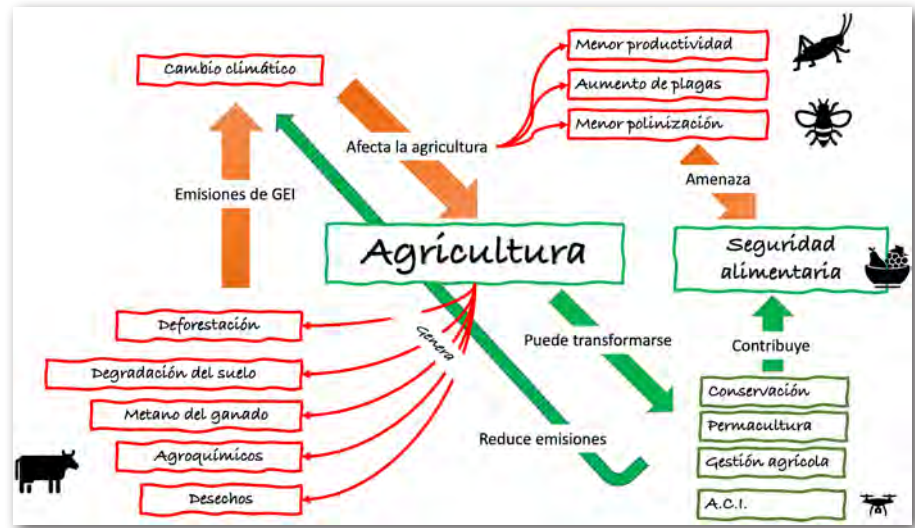 Cambio climático
Menor productividad
Aumento de plagas
Menor polinización
Afecta la agricultura
Emisiones de GEI
Amenaza
Agricultura
Seguridad
alimentaria
Deforestación
Genera
Puede transformarse
Contribuye
Degradación del suelo
Conservación
Metano del ganado
Permacultura
Reduce emisiones
Agroquímicos
Gestión agrícola
Desechos
A.C.I.